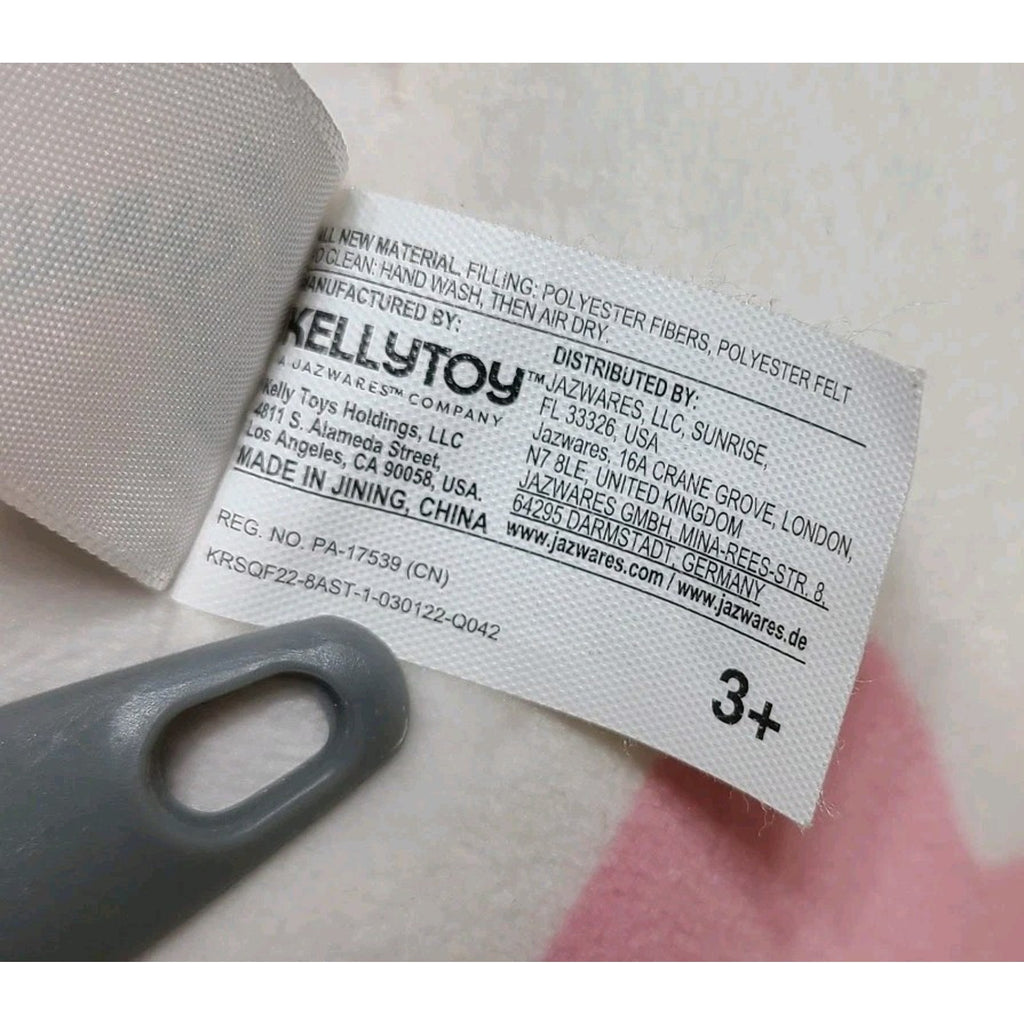 ALL NEW MATERIAL, FILLING: POLYESTER FIBERS, POLYESTER FELT
TO CLEAN: HAND WASH, THEN AIR DRY.
MANUFACTURED BY:
KELLYTOY™
A JAZWARES™ COMPANY
Kelly Toys Holdings, LLC
4811 S. Alameda Street,
Los Angeles, CA 90058, USA.
MADE IN JINING, CHINA
DISTRIBUTED BY:
JAZWARES, LLC, SUNRISE,
FL 33326, USA
Jazwares, 16A CRANE GROVE, LONDON,
N7 8LE, UNITED KINGDOM
JAZWARES GMBH, MINA-REES-STR. 8,
64295 DARMSTADT, GERMANY
www.jazwares.com / www.jazwares.de
REG. NO. PA-17539 (CN)
KRSQF22-8AST-1-030122-Q042
3+